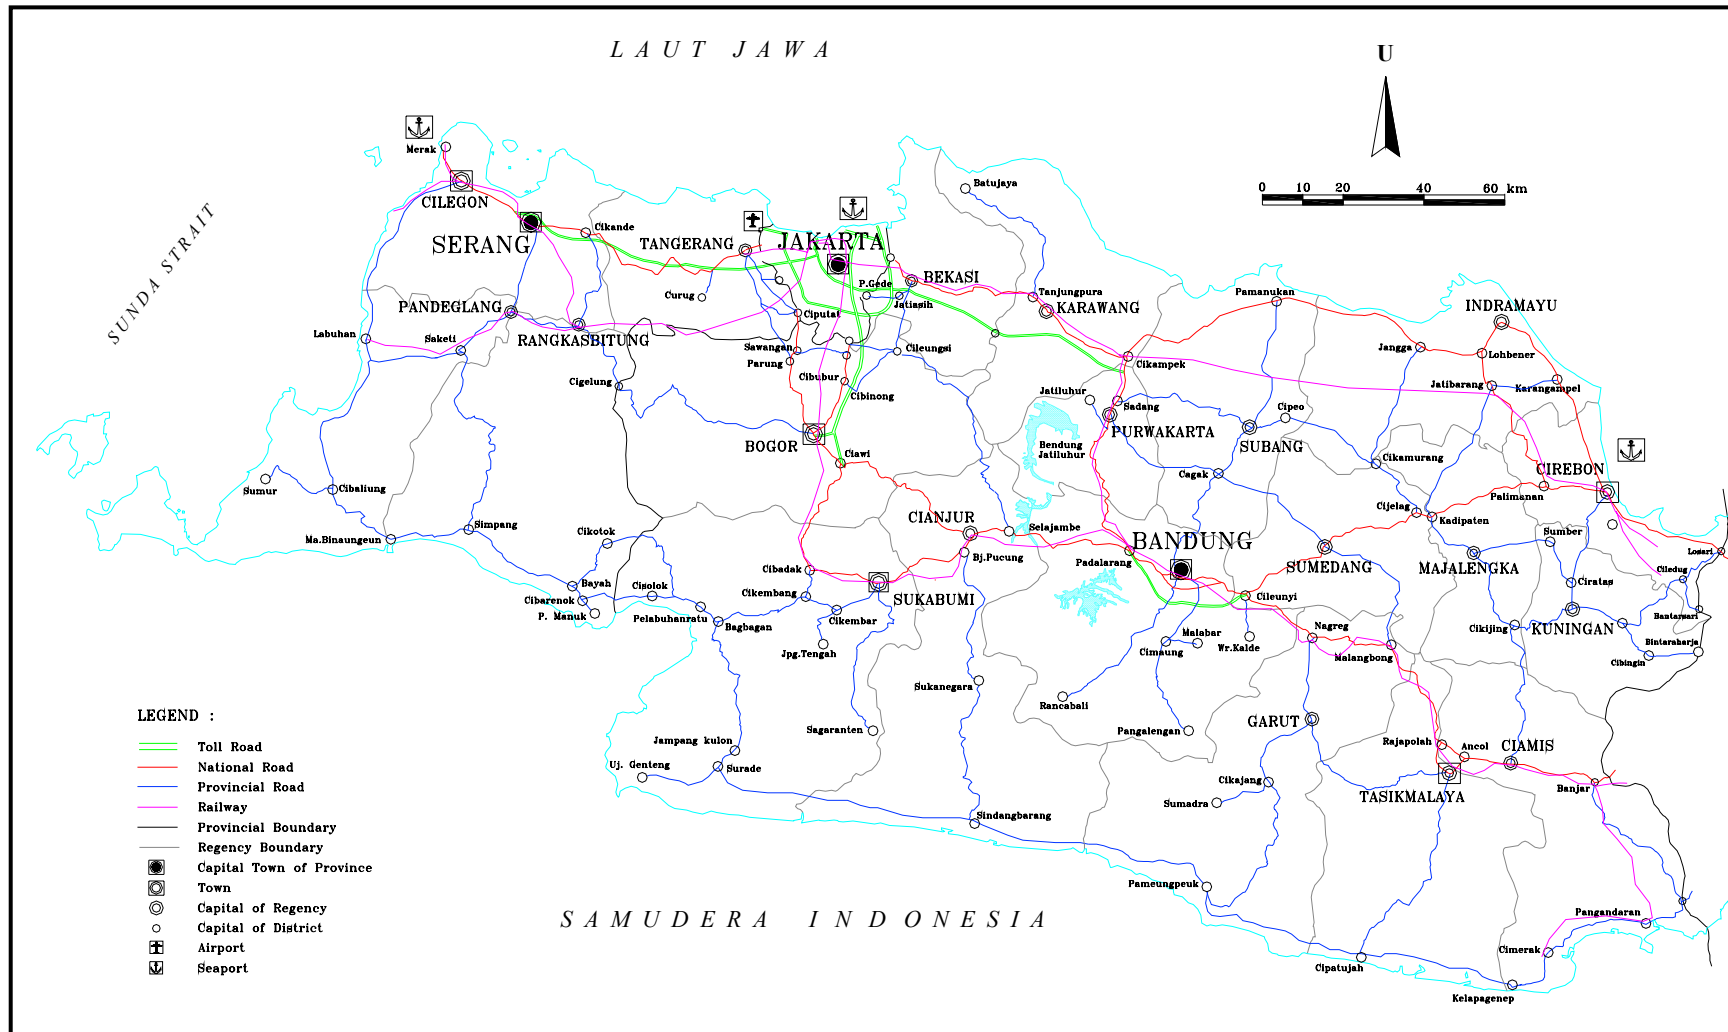 LAUT JAWA
U
0 10 20 40 60 km
SUNDA STRAIT
Merak
CILEGON
SERANG
Cikande
TANGERANG
JAKARTA
Batujaya
BEKASI
P.Gede
Jatiasih
Curug
Ciputat
Tanjungpura
KARAWANG
Pamanukan
INDRAMAYU
PANDEGLANG
RANGKASBITUNG
Labuhan
Saketi
Sawangan
Parung
Cileungsi
Cibubur
Cibinong
Cikampek
Jangga
Lohbener
Jatibarang
Karangampel
Cigelung
Jatiluhur
Sadang
PURWAKARTA
Cipeo
SUBANG
BOGOR
Bendung
Jatiluhur
Ciawi
Cagak
Cikamurang
CIREBON
Sumur
Cibaliung
Palimanan
Cijelag
Kadipaten
Simpang
Ma.Binaungeun
Cikotok
CIANJUR
Selajambe
BANDUNG
Sumber
Bj.Pucung
Padalarang
SUMEDANG
MAJALENGKA
Losari
Ciledug
Cibadak
Bayah
Cisolok
Cikembang
SUKABUMI
Cileunyi
Ciratas
Cibarenok
P. Manuk
Pelabuhanratu
Bagbagan
Cikembar
Bantarsari
KUNINGAN
Cikijing
Jpg.Tengah
Malabar
Cimaung
Wr.Kalde
Nagreg
Malangbong
Bintaraharja
Cibingin
Sukanegara
Rancabali
Sagaranten
Pangalengan
GARUT
Jampang kulon
Rajapolah
Ancol
CIAMIS
Uj. Genteng
Surade
Cikajang
Sumadra
TASIKMALAYA
Banjar
Sindangbarang
Pameungpeuk
Pangandaran
Cimerak
Cipatujah
Kelapagenep
SAMUDERA INDONESIA
LEGEND :
Toll Road
National Road
Provincial Road
Railway
Provincial Boundary
Regency Boundary
Capital Town of Province
Town
Capital of Regency
Capital of District
Airport
Seaport